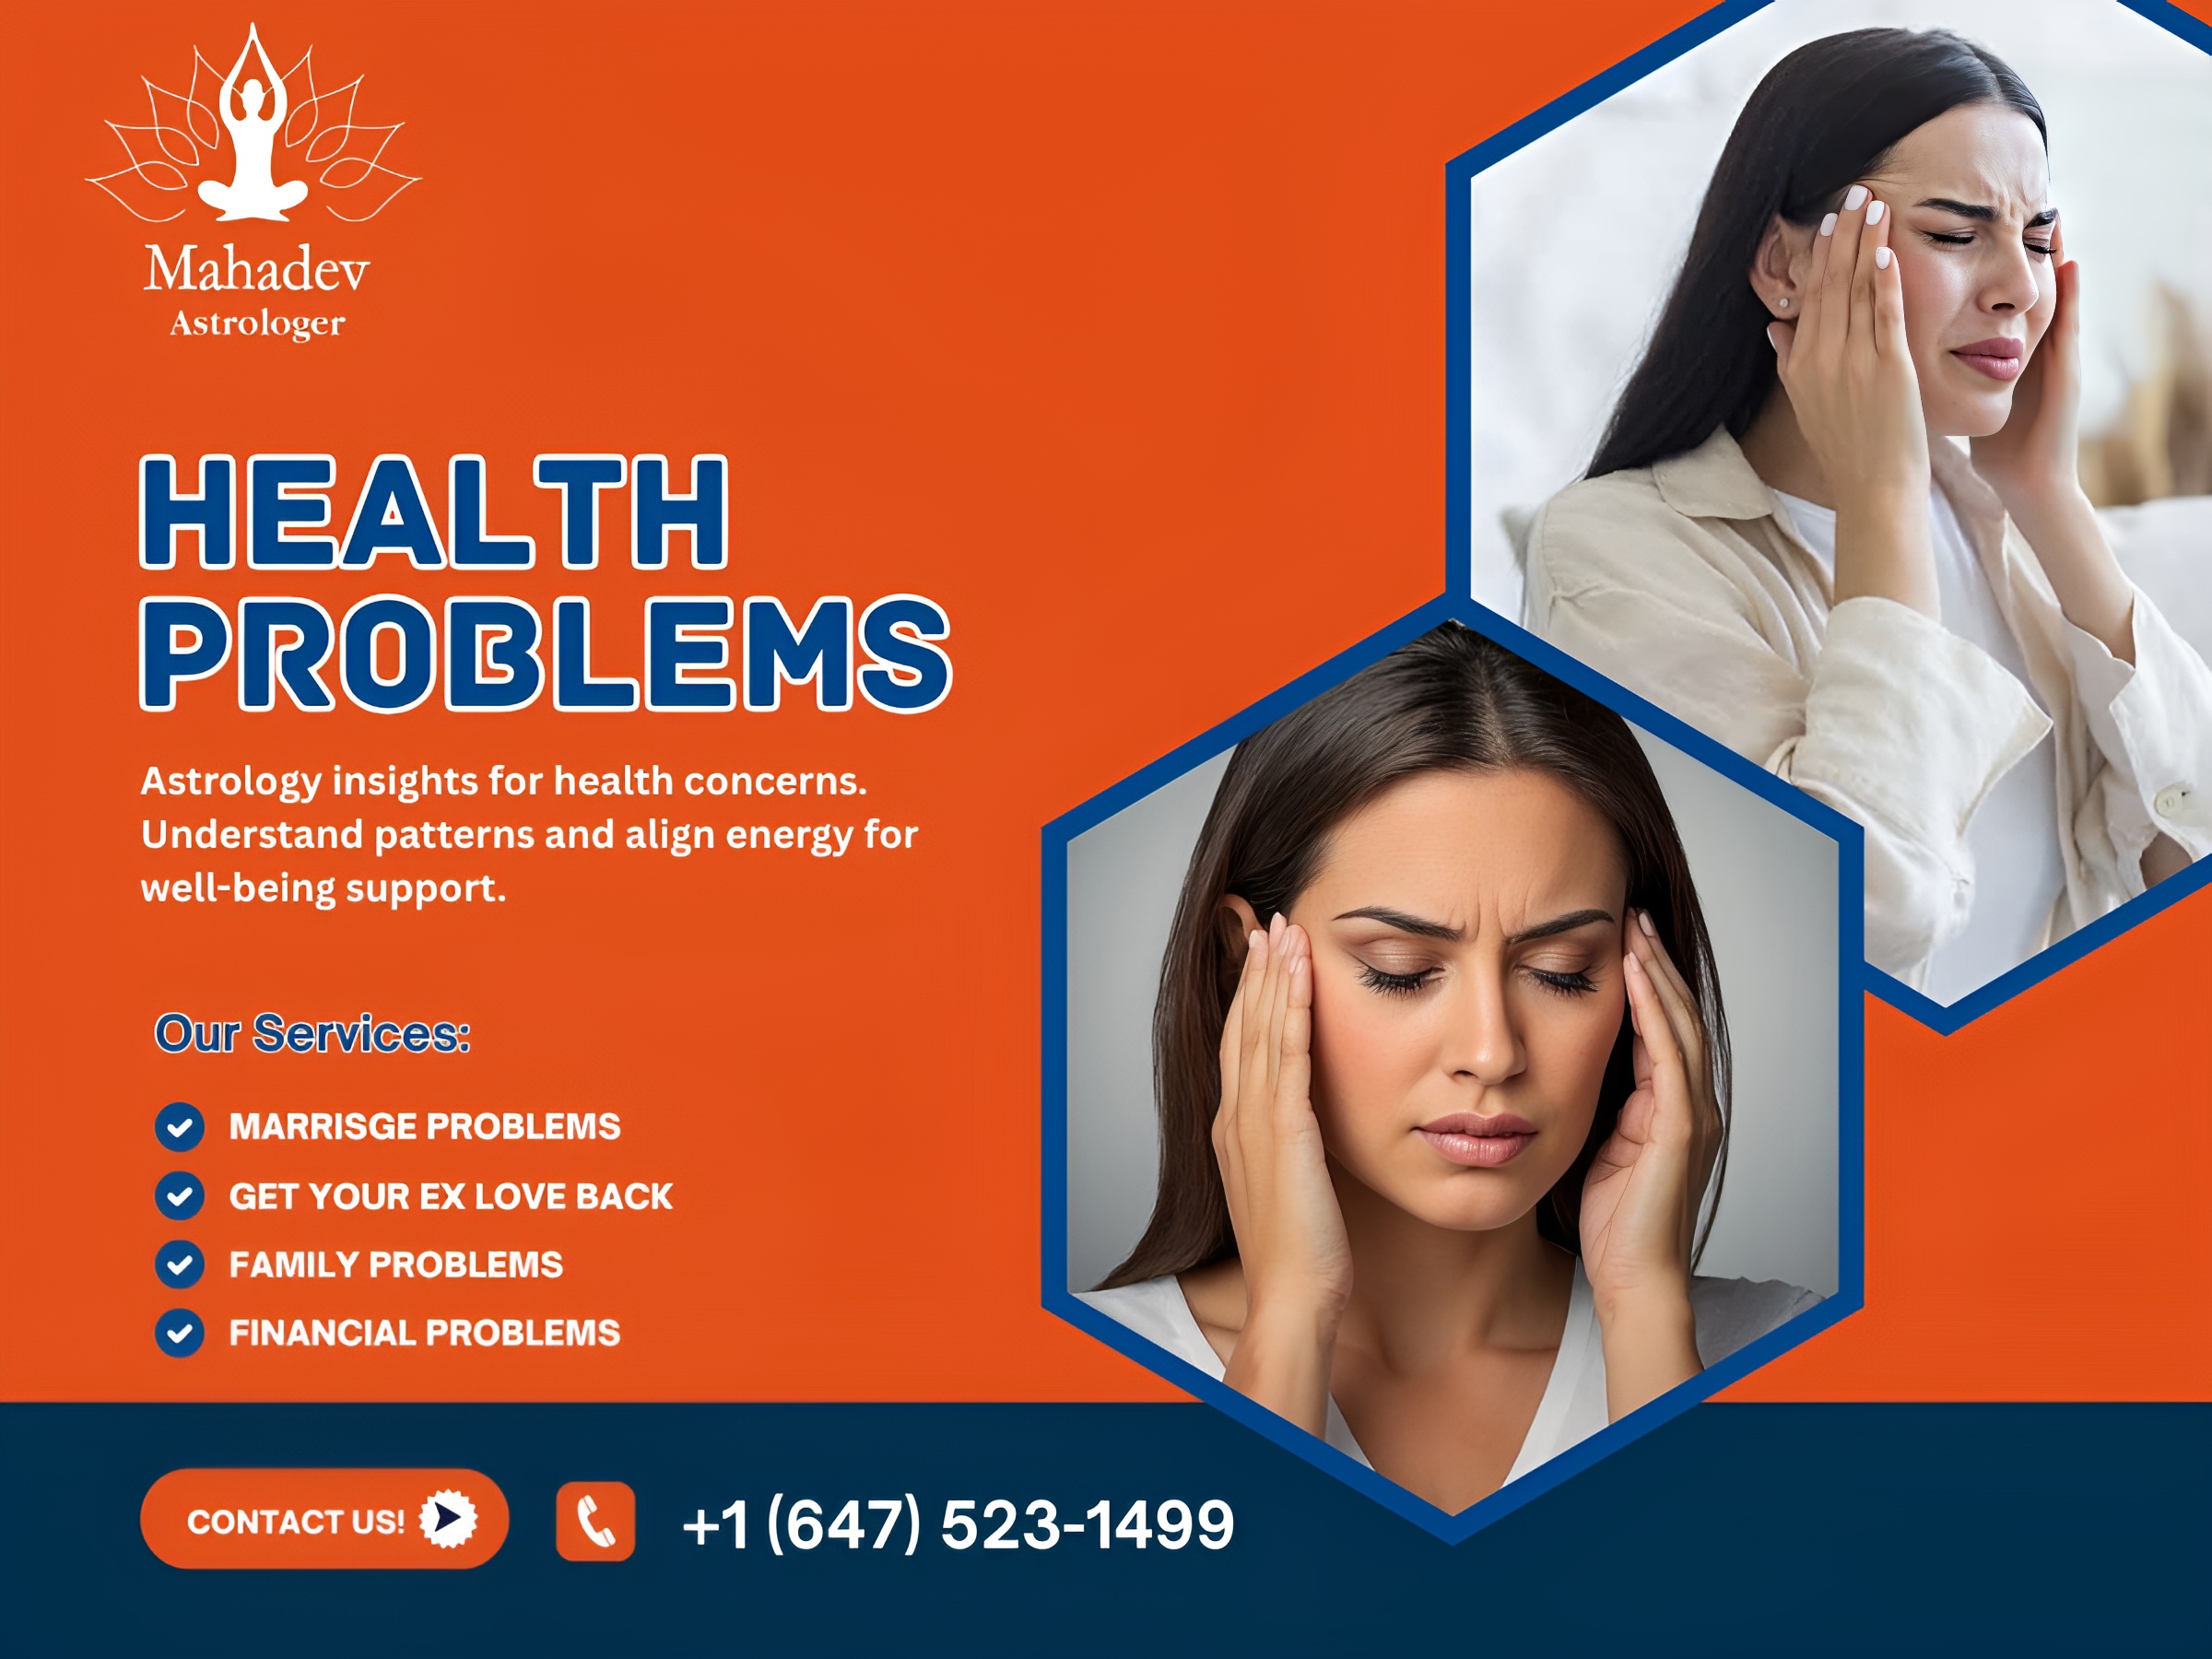 Mahadev
Astrologer
HEALTH
PROBLEMS
Astrology insights for health concerns.
Understand patterns and align energy for
well-being support.
Our Services:
MARRISGE PROBLEMS
GET YOUR EX LOVE BACK
FAMILY PROBLEMS
FINANCIAL PROBLEMS
CONTACT US!
+1 (647) 523-1499